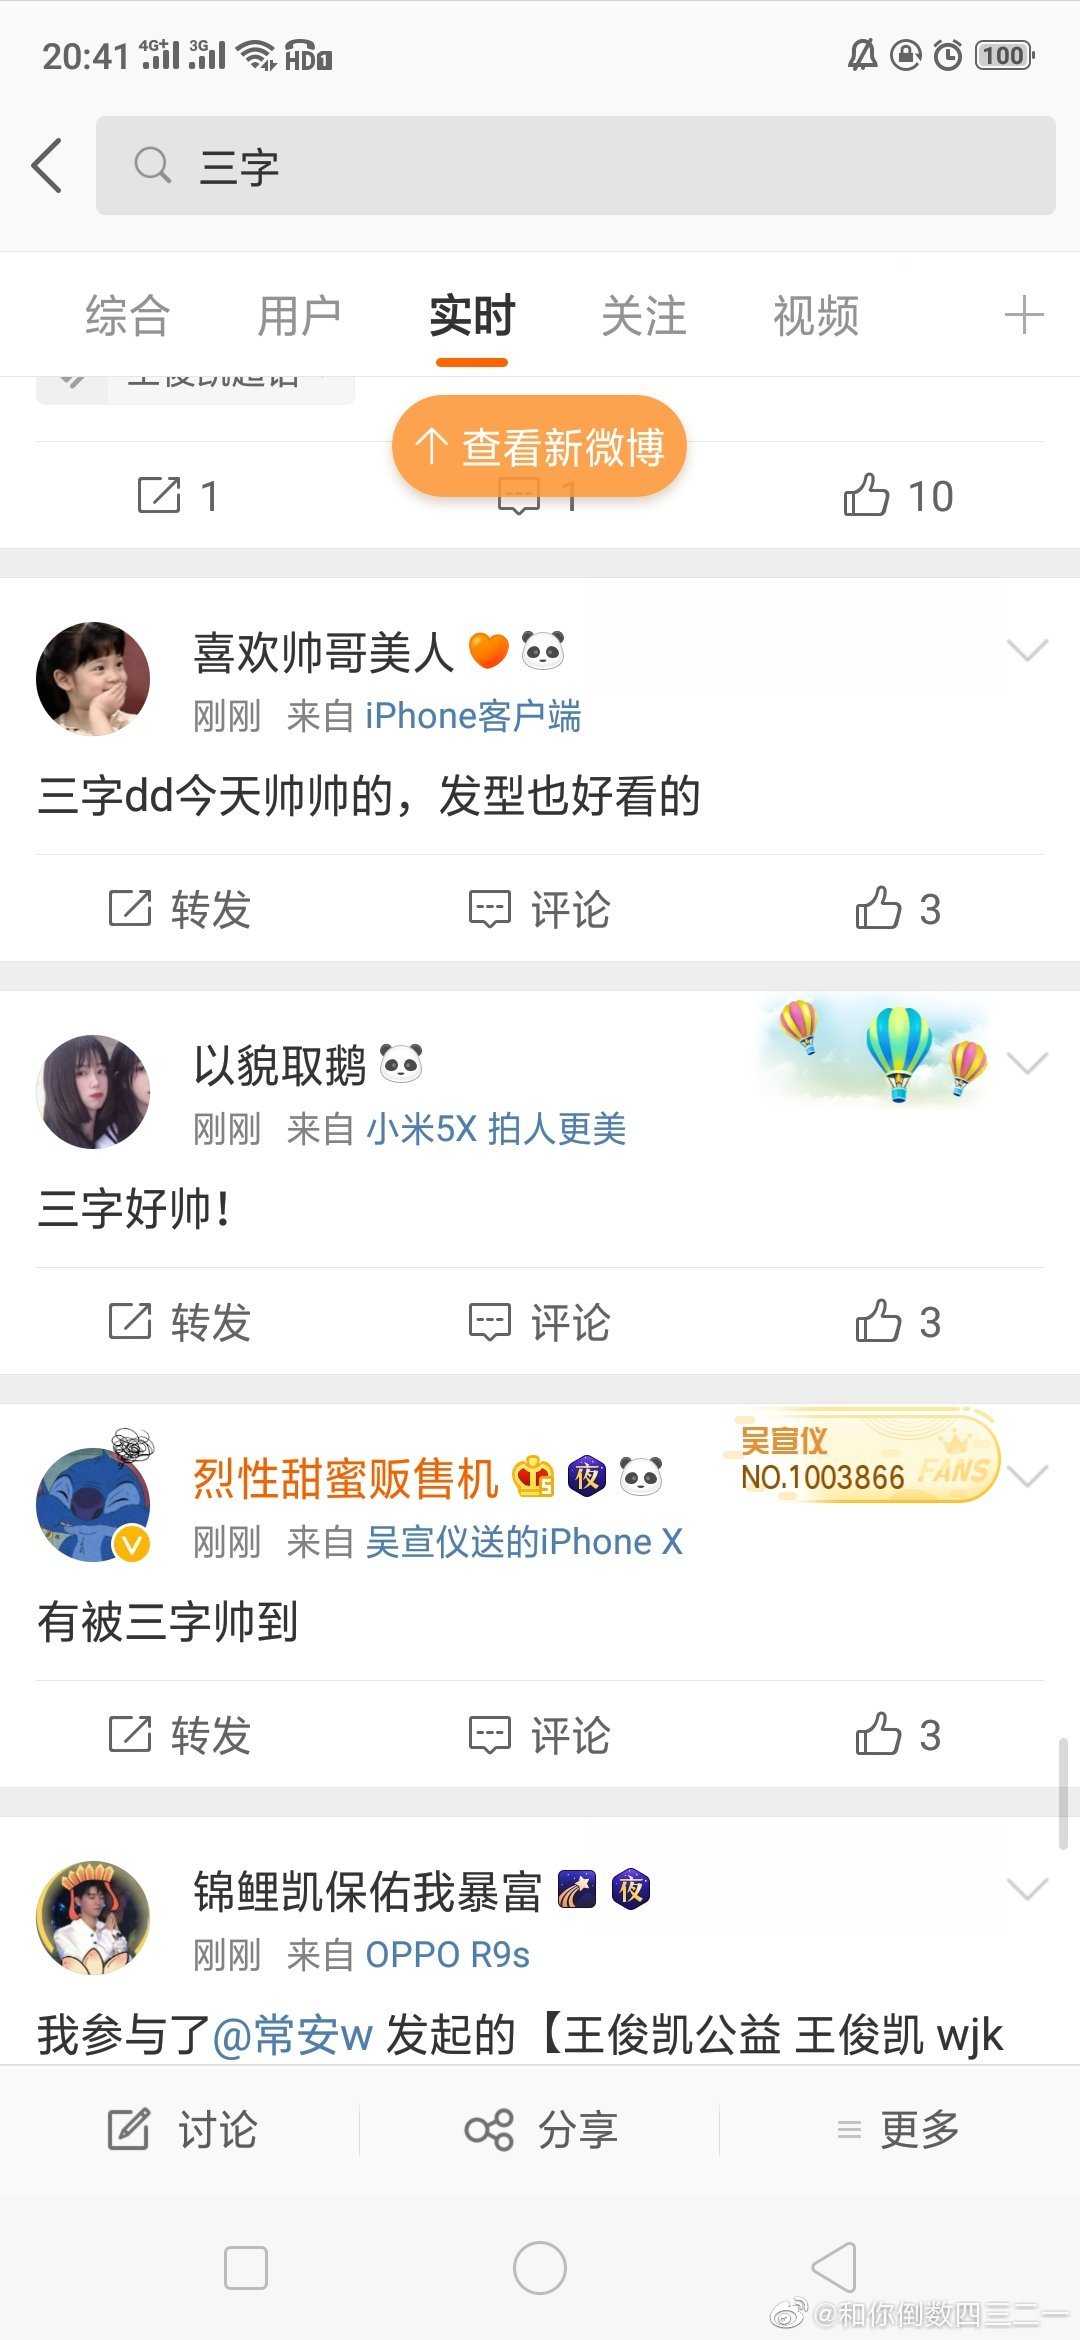 20:41 4G+ 3G HD1 100
三字
综合 用户 实时 关注 视频
王俊凯超话
查看新微博
1 1 10
喜欢帅哥美人
刚刚 来自 iPhone客户端
三字dd今天帅帅的，发型也好看的
转发 评论 3
以貌取鹅
刚刚 来自 小米5X 拍人更美
三字好帅！
转发 评论 3
吴宣仪
烈性甜蜜贩售机 夜 NO.1003866 FANS
刚刚 来自 吴宣仪送的iPhone X
有被三字帅到
转发 评论 3
锦鲤凯保佑我暴富 夜
刚刚 来自 OPPO R9s
我参与了@常安w 发起的【王俊凯公益 王俊凯 wjk
讨论 分享 更多
@和你倒数四三二一